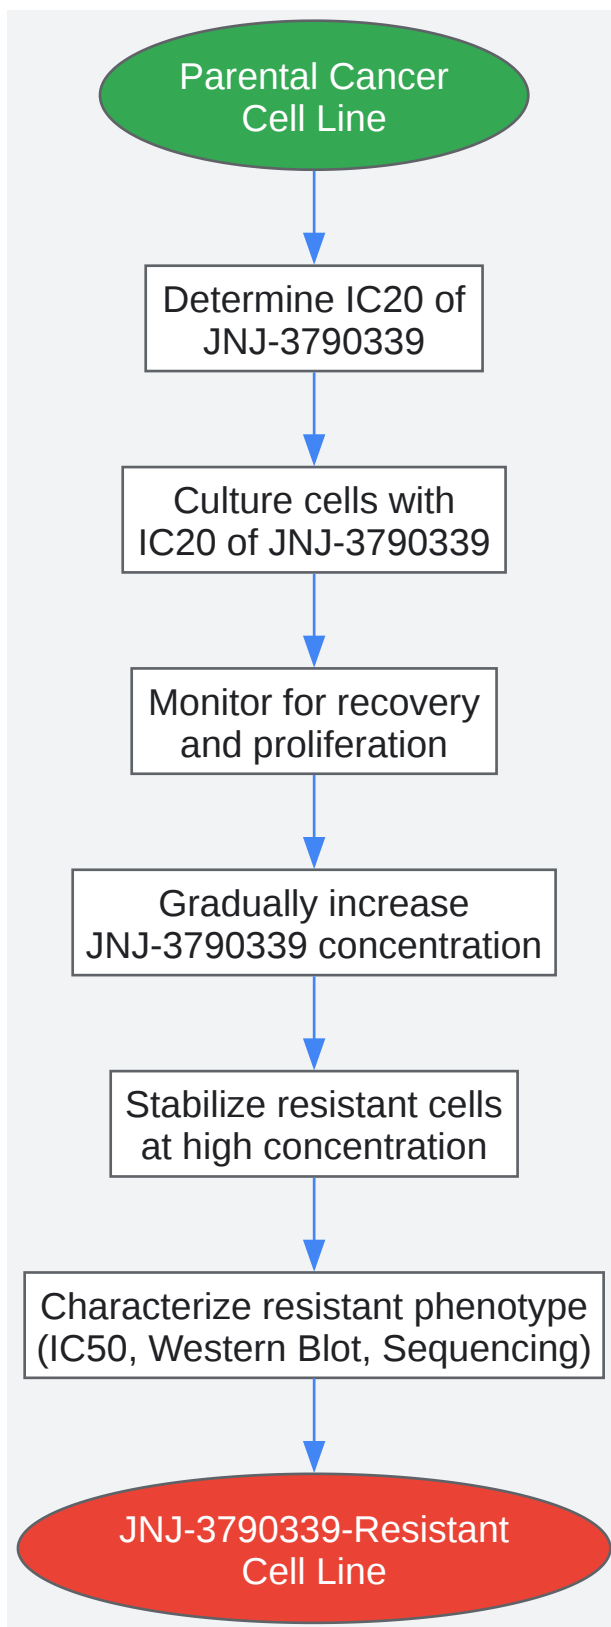 Parental Cancer
Cell Line
Determine IC20 of
JNJ-3790339
Culture cells with
IC20 of JNJ-3790339
Monitor for recovery
and proliferation
Gradually increase
JNJ-3790339 concentration
Stabilize resistant cells
at high concentration
Characterize resistant phenotype
(IC50, Western Blot, Sequencing)
JNJ-3790339-Resistant
Cell Line